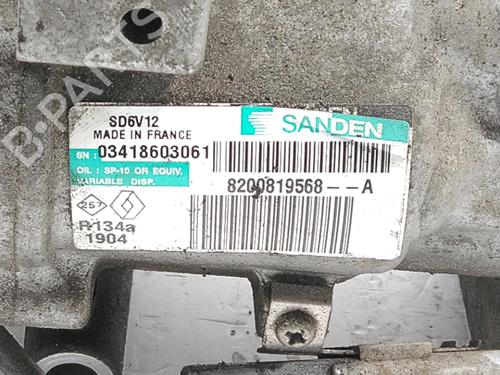 B-PARTS
SD6V12
MADE IN FRANCE
SANDEN
SN : 03418603061
OIL : SP-10 OR EQUIV.
VARIABLE DISP.
8200819568--A
257
R134a
1904